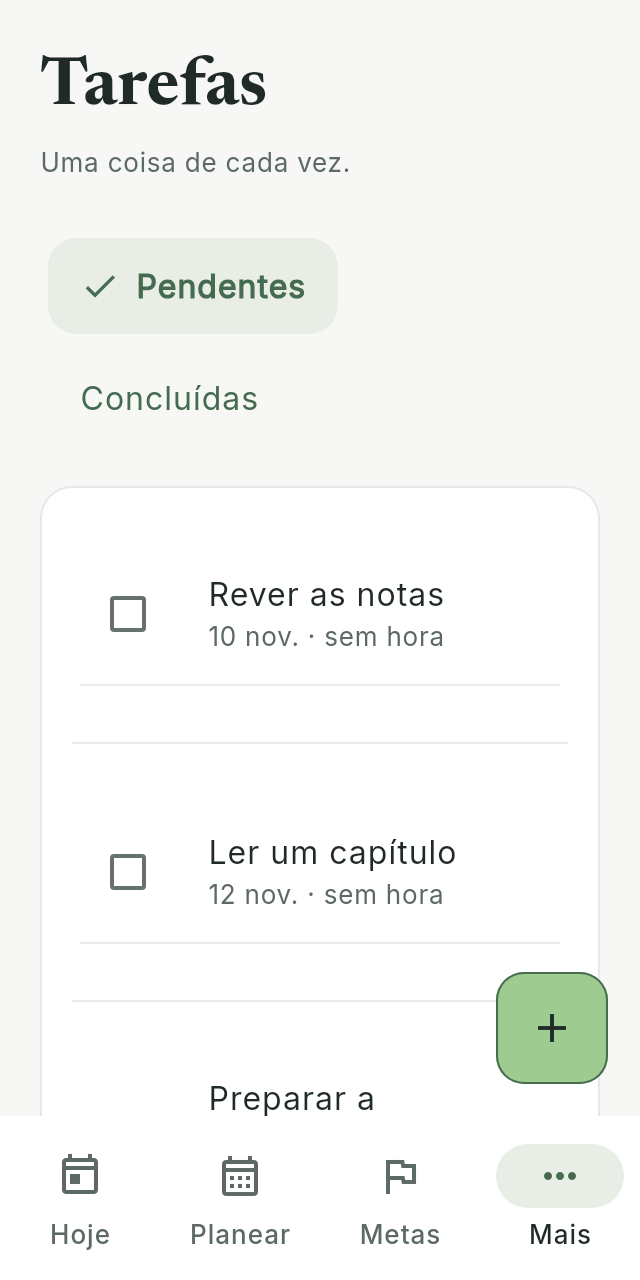 Tarefas
Uma coisa de cada vez.
Pendentes
Concluídas
Rever as notas
10 nov. · sem hora
Ler um capítulo
12 nov. · sem hora
Preparar a
Hoje
Planear
Metas
Mais